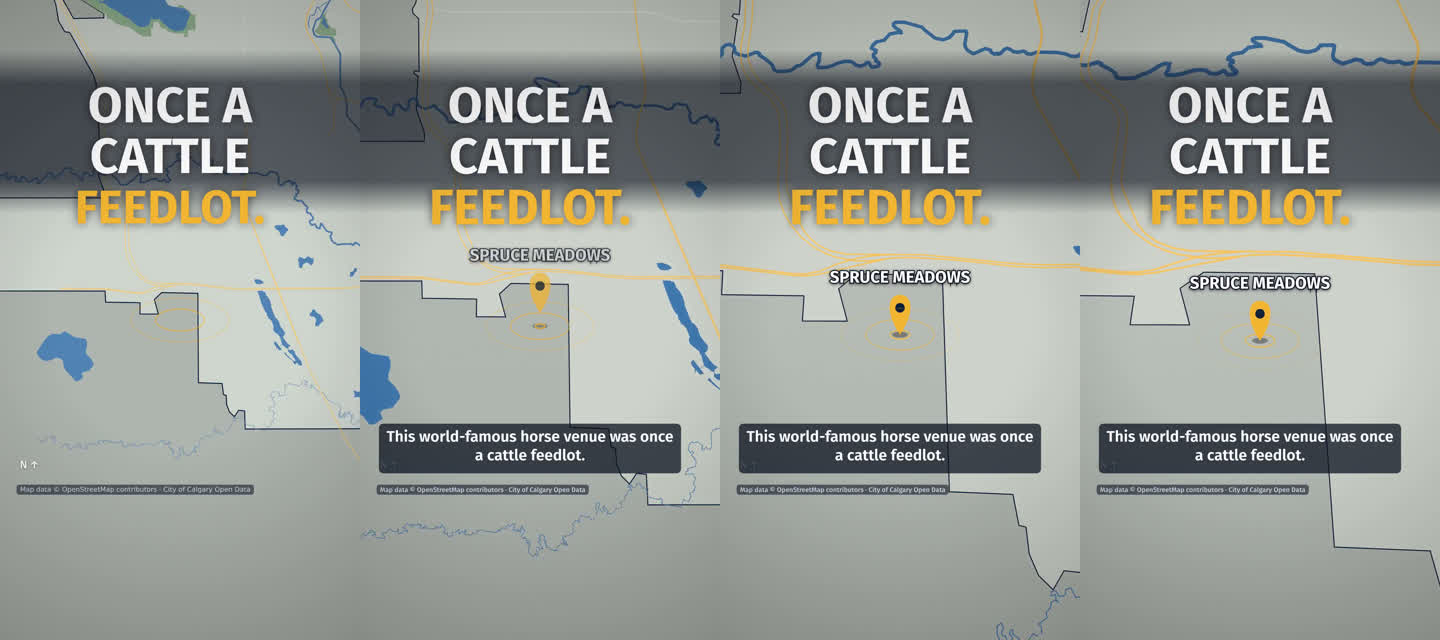 ONCE A
CATTLE
FEEDLOT.
N ↑
Map data © OpenStreetMap contributors · City of Calgary Open Data
ONCE A
CATTLE
FEEDLOT.
SPRUCE MEADOWS
This world-famous horse venue was once
a cattle feedlot.
N ↑
Map data © OpenStreetMap contributors · City of Calgary Open Data
ONCE A
CATTLE
FEEDLOT.
SPRUCE MEADOWS
This world-famous horse venue was once
a cattle feedlot.
N ↑
Map data © OpenStreetMap contributors · City of Calgary Open Data
ONCE A
CATTLE
FEEDLOT.
SPRUCE MEADOWS
This world-famous horse venue was once
a cattle feedlot.
N ↑
Map data © OpenStreetMap contributors · City of Calgary Open Data